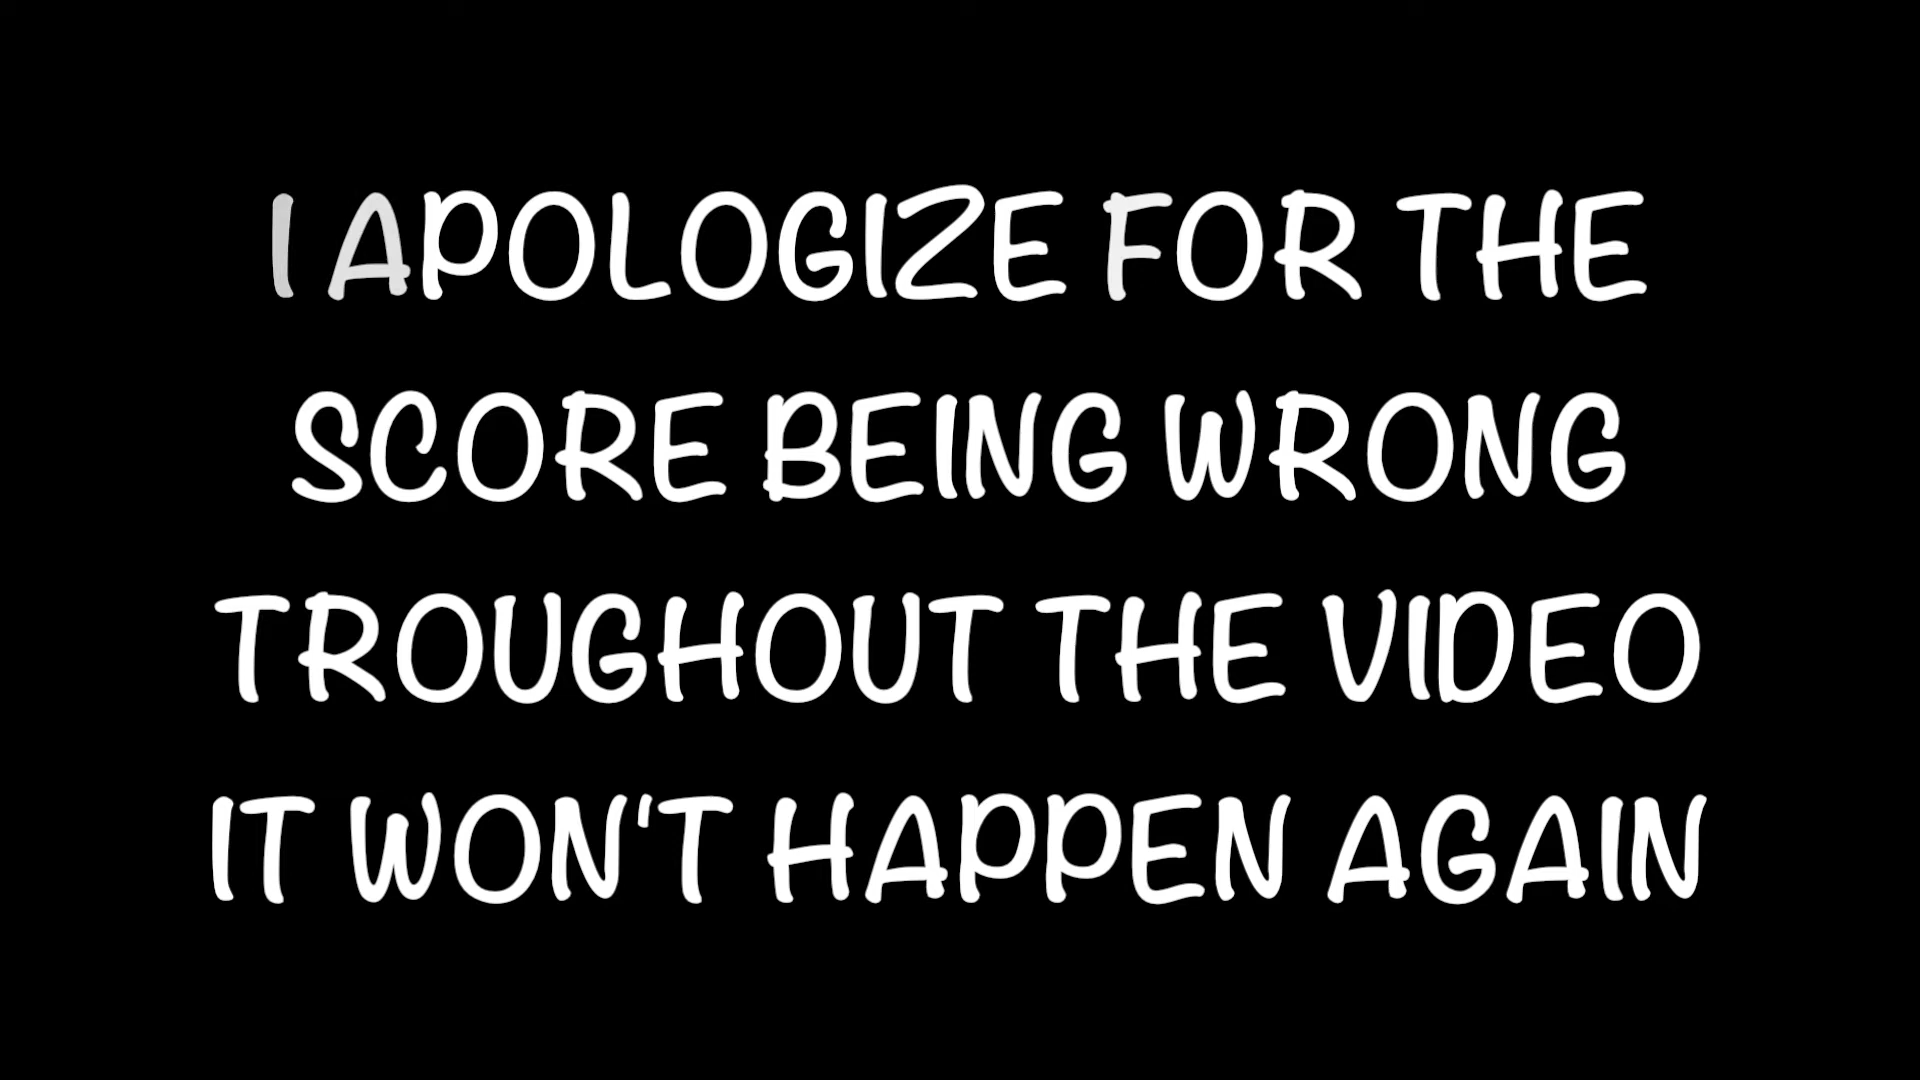 I APOLOGIZE FOR THE
SCORE BEING WRONG
TROUGHOUT THE VIDEO
IT WON'T HAPPEN AGAIN